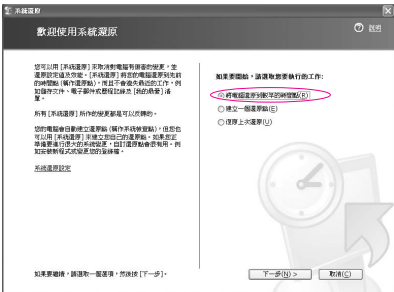 系統還原
歡迎使用系統還原
說明
您可以用 [系統還原] 來取消對電腦有損害的變更，並
還原設定值及效能。[系統還原] 將您的電腦還原到先前
的時間點 (稱作還原點)，而且不會遺失最近的工作，例
如儲存文件、電子郵件或歷程記錄及 [我的最愛] 清
單。
所有 [系統還原] 所作的變更都是可以反轉的。
您的電腦會自動建立還原點 (稱作系統檢查點)，但您也
可以用 [系統還原] 來建立您自己的還原點。如果您正
準備要進行很大的系統變更，自訂還原點會很有用。例
如安裝新程式或變更您的登錄檔。
系統還原設定
如果要繼續，請選取一個選項，然後按 [下一步]。
如果要開始，請選取您要執行的工作:
將電腦還原到較早的時間點(R)
建立一個還原點(E)
復原上次還原(U)
下一步(N) >
取消(C)